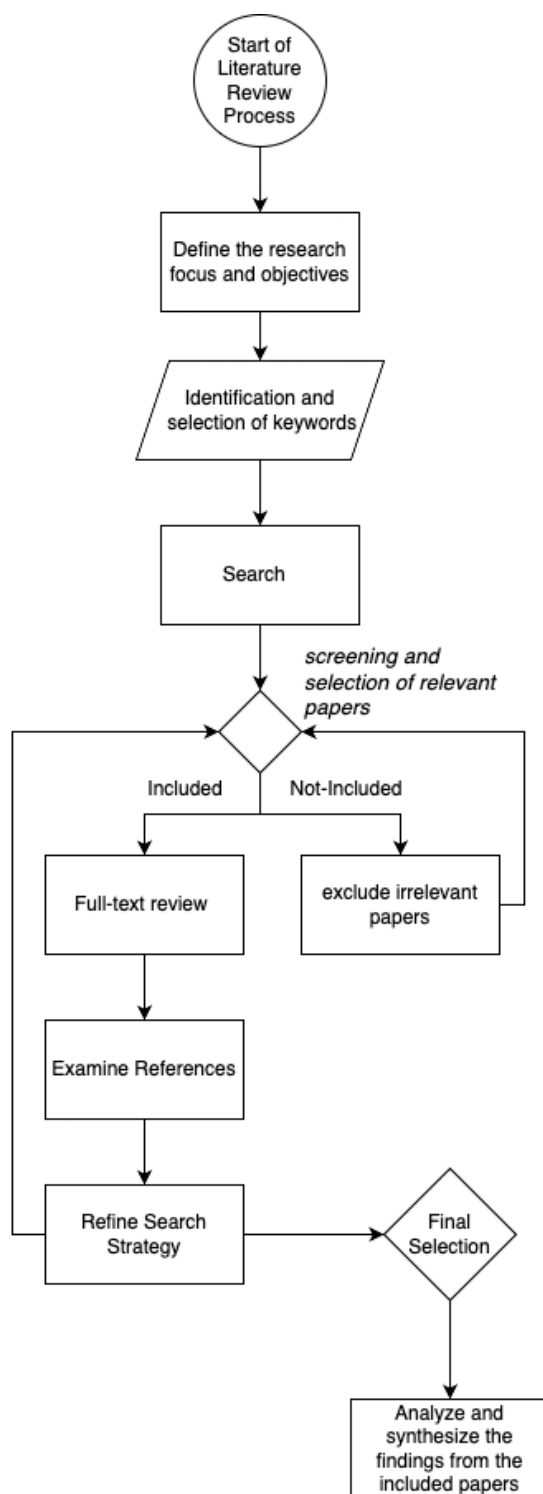 Start of
Literature
Review
Process
Define the research
focus and objectives
Identification and
selection of keywords
Search
screening and
selection of relevant
papers
Included
Not-Included
Full-text review
exclude irrelevant
papers
Examine References
Refine Search
Strategy
Final
Selection
Analyze and
synthesize the
findings from the
included papers